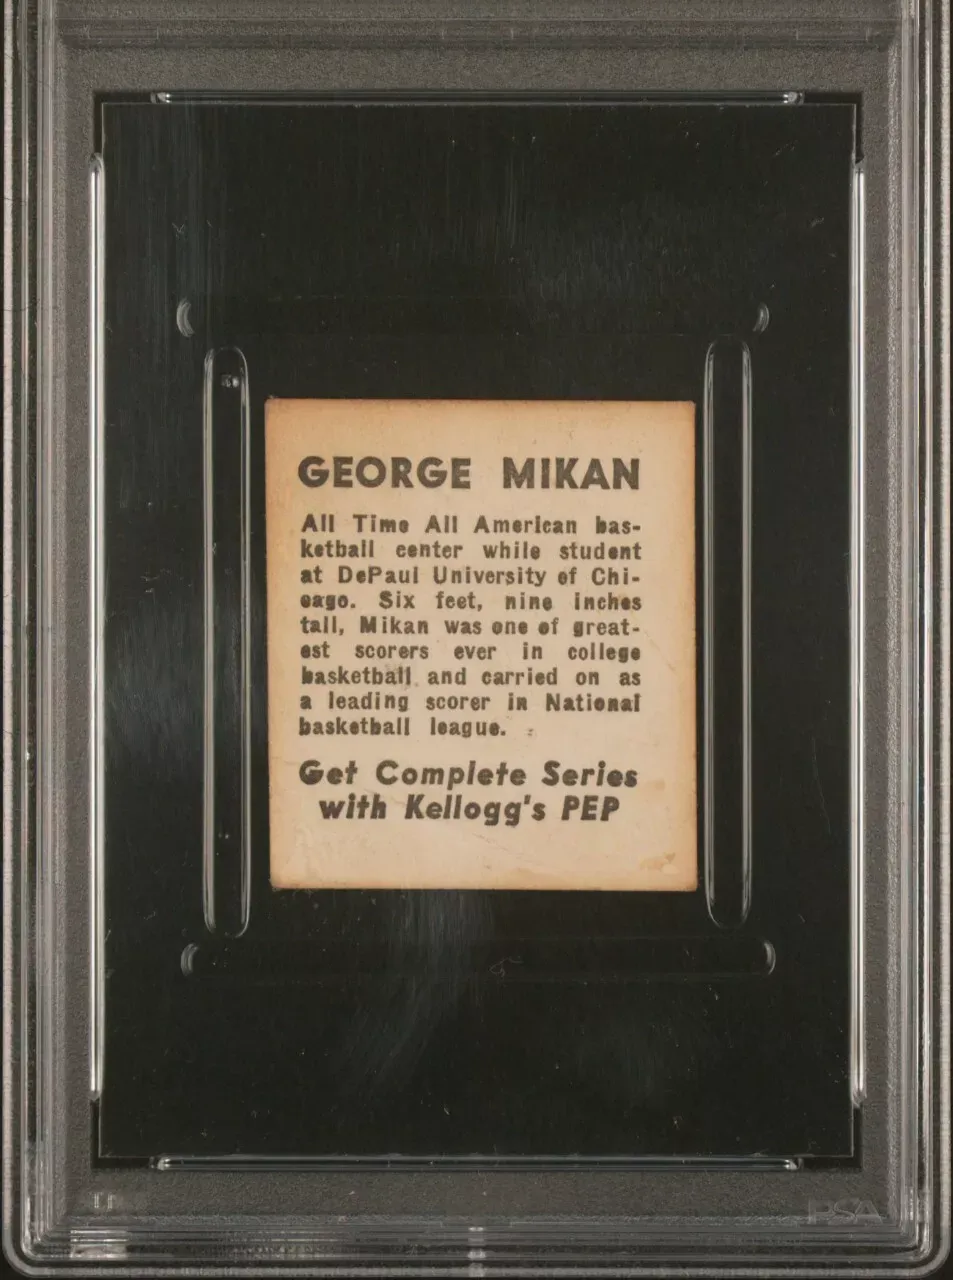 GEORGE MIKAN
All Time All American bas-
ketball center while student
at DePaul University of Chi-
cago. Six feet, nine inches
tall, Mikan was one of great-
est scorers ever in college
basketball and carried on as
a leading scorer in National
basketball league.
Get Complete Series
with Kellogg's PEP
PSA